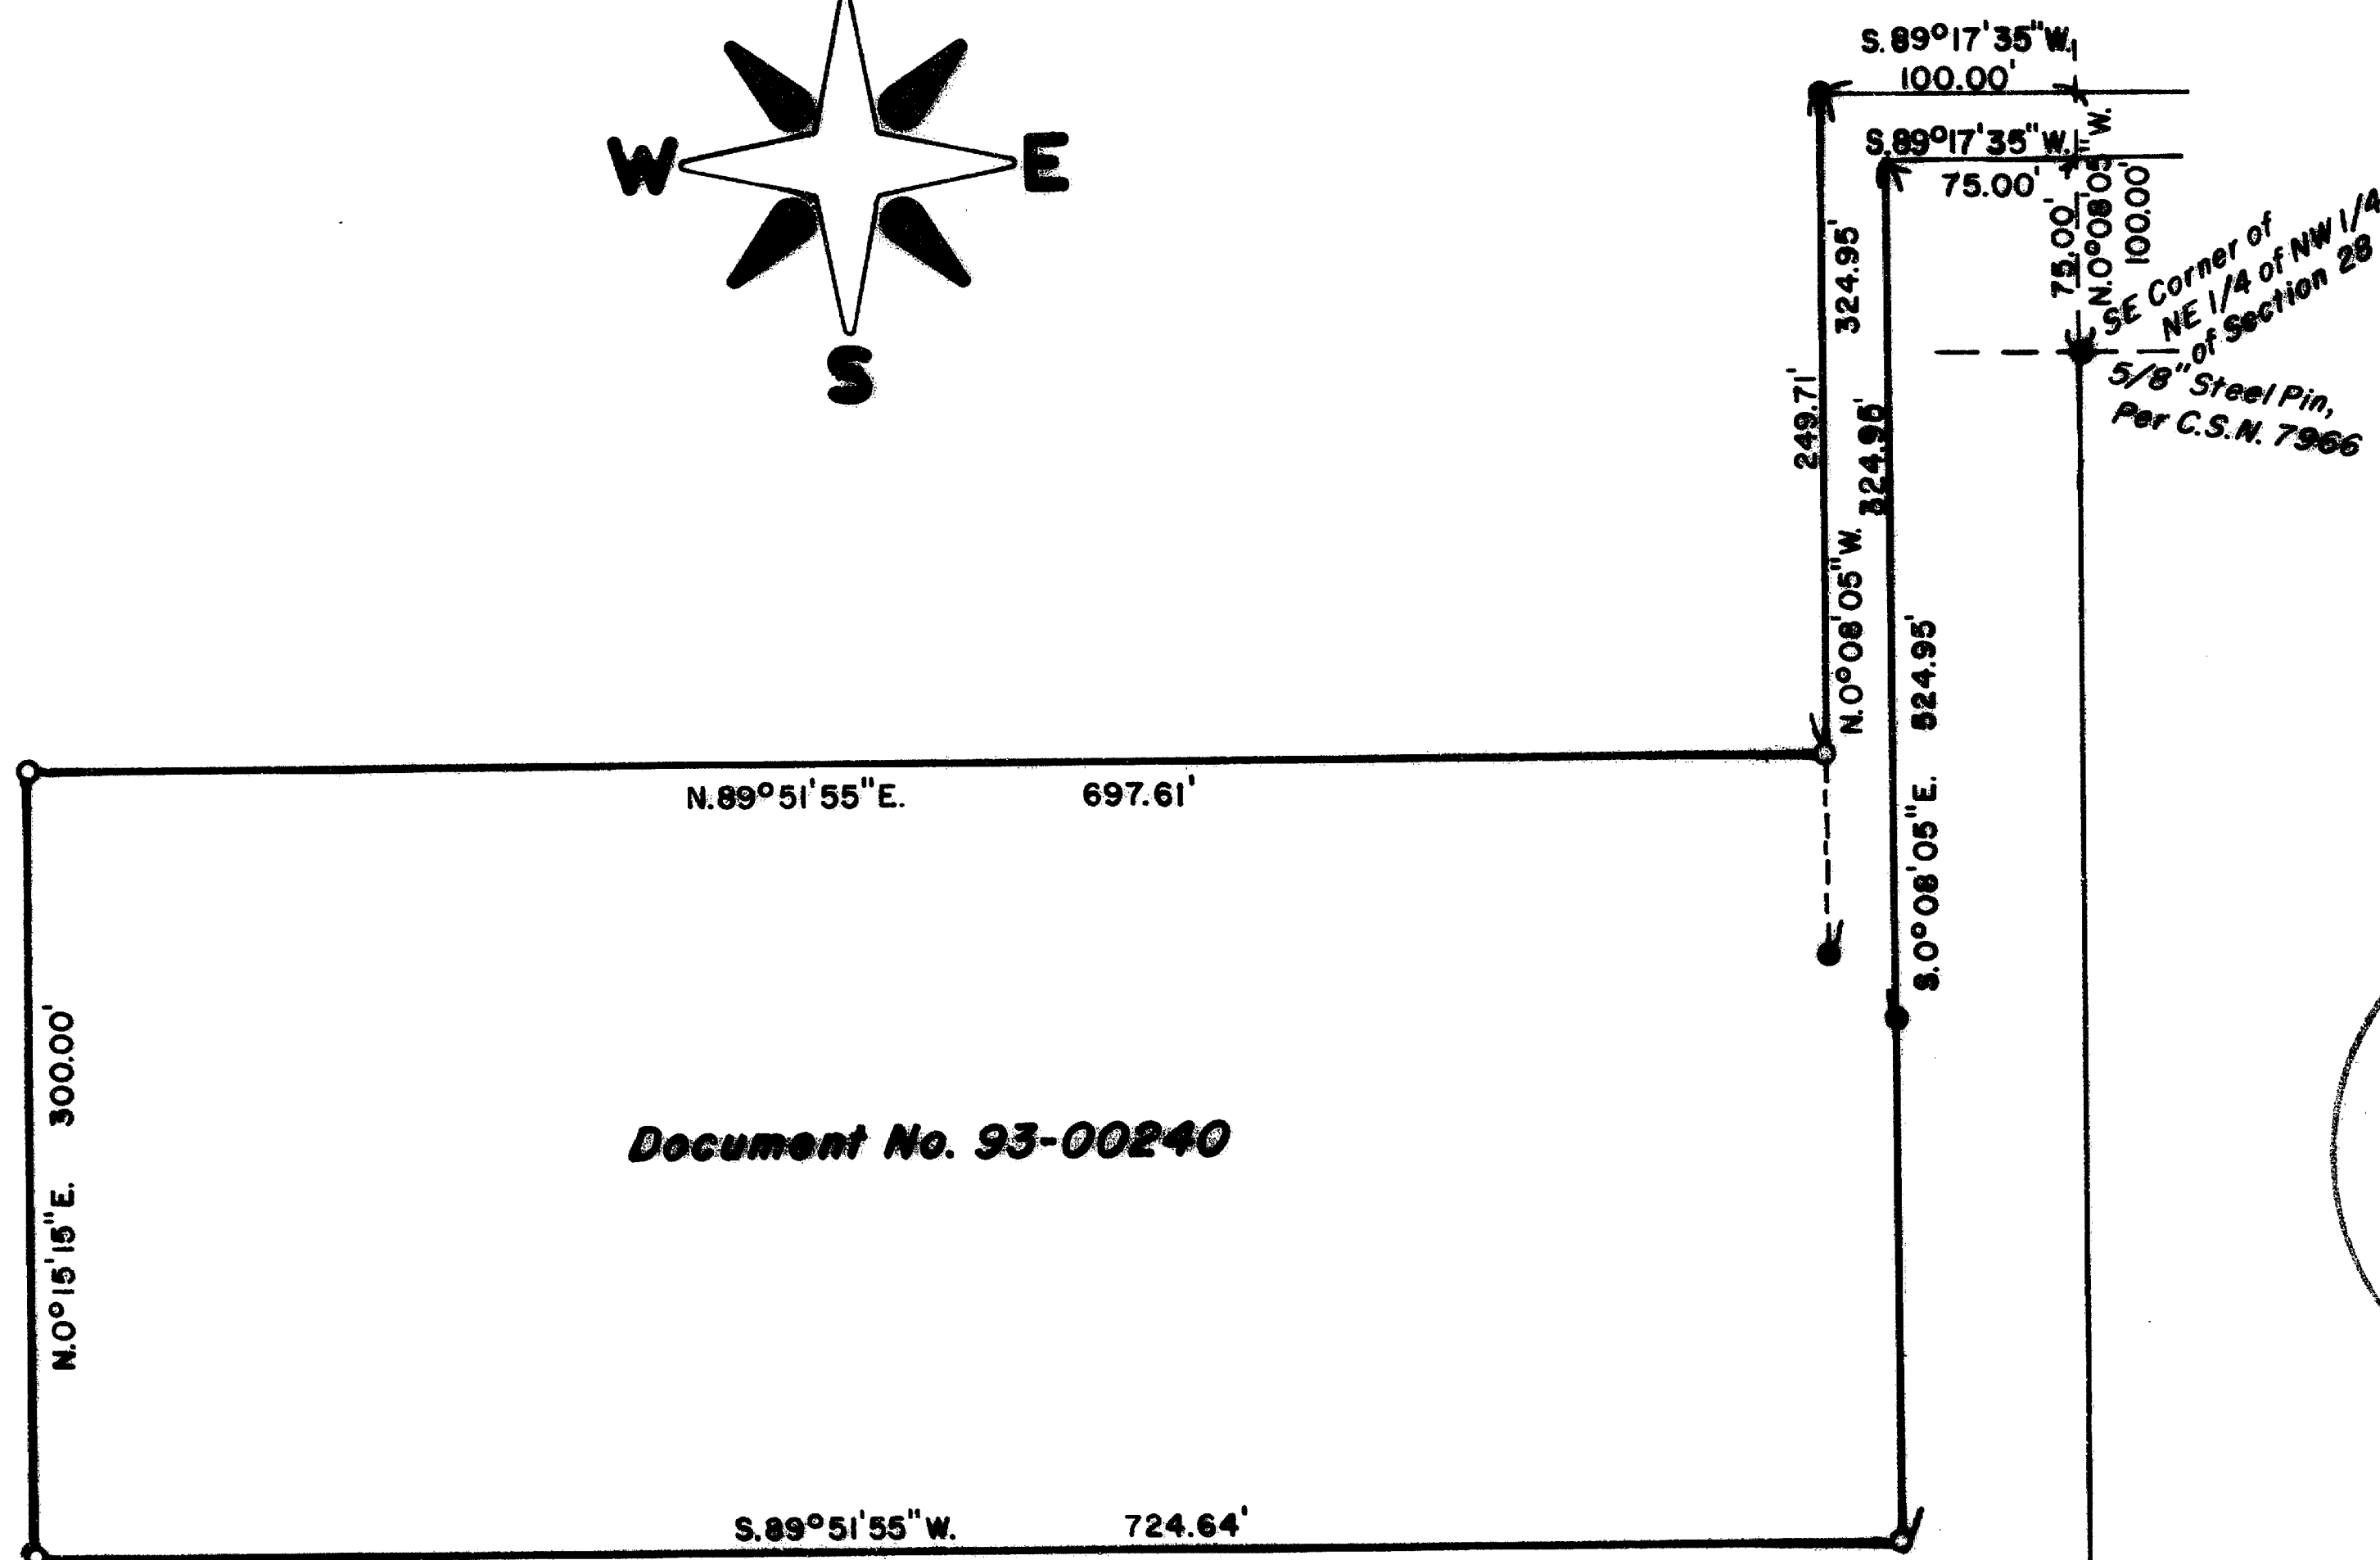 W
E
S
S.89°17'35"W.
100.00'
S.89°17'35"W.
75.00'
75.00'
N.0°08'05"W.
100.00'
SE Corner of
NE 1/4 of NW 1/4
of Section 28
5/8" Steel Pin,
Per C.S.N. 7966
324.95'
249.71'
324.95'
N.0°08'05"W.
S.0°08'05"E. 524.95'
N.89°51'55"E. 697.61'
N.0°15'15"E. 300.00'
Document No. 93-00240
S.89°51'55"W. 724.64'